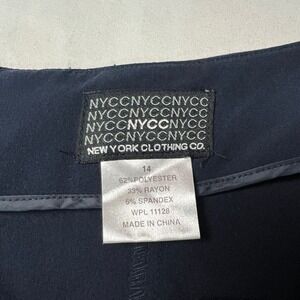 NYCCNYCCNYCC
NYCCNYCCNYCC
NYCCNYCCNYCC
NYCCNYCCNYCC
NEW YORK CLOTHING CO.
14
62% POLYESTER
33% RAYON
5% SPANDEX
WPL 11128
MADE IN CHINA